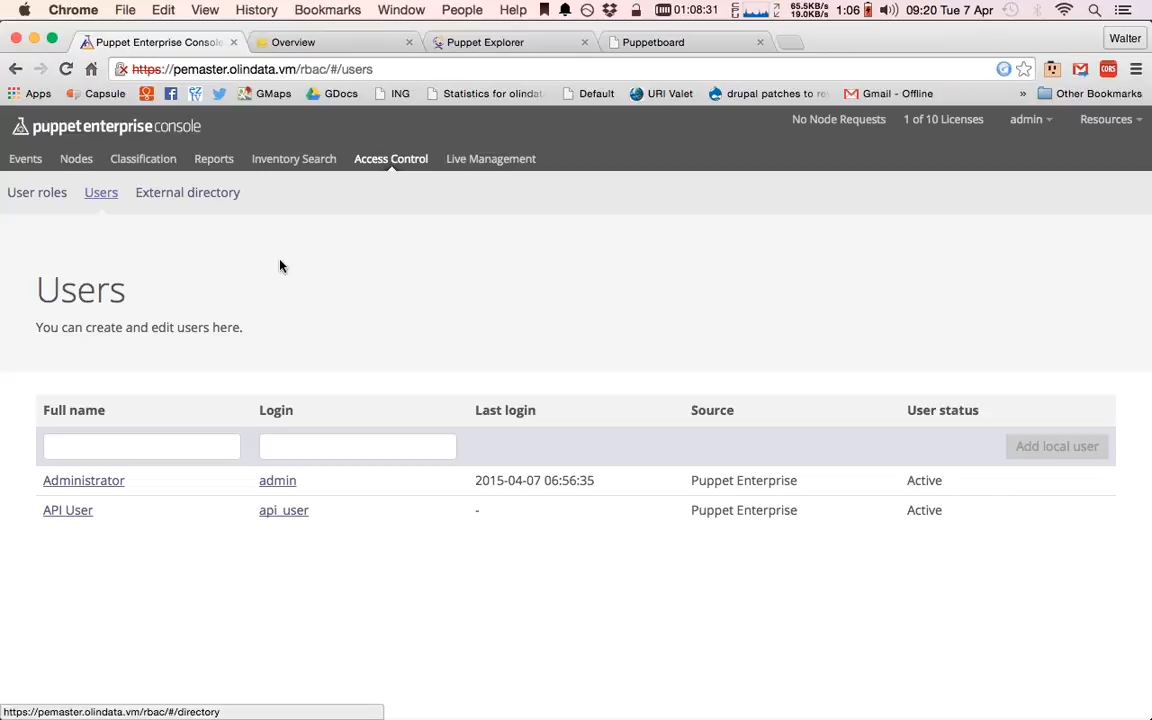 Chrome File Edit View History Bookmarks Window People Help 01:08:31 65.5KB/s 19.0KB/s 1:06 09:20 Tue 7 Apr
Puppet Enterprise Console Overview Puppet Explorer Puppetboard Walter
https://pemaster.olindata.vm/rbac/#/users
Apps Capsule GMaps GDocs ING Statistics for olindat Default URI Valet drupal patches to re Gmail - Offline » Other Bookmarks
puppet enterprise console No Node Requests 1 of 10 Licenses admin Resources
Events Nodes Classification Reports Inventory Search Access Control Live Management
User roles Users External directory
Users
You can create and edit users here.
Full name Login Last login Source User status
Add local user
Administrator admin 2015-04-07 06:56:35 Puppet Enterprise Active
API User api_user - Puppet Enterprise Active
https://pemaster.olindata.vm/rbac/#/directory